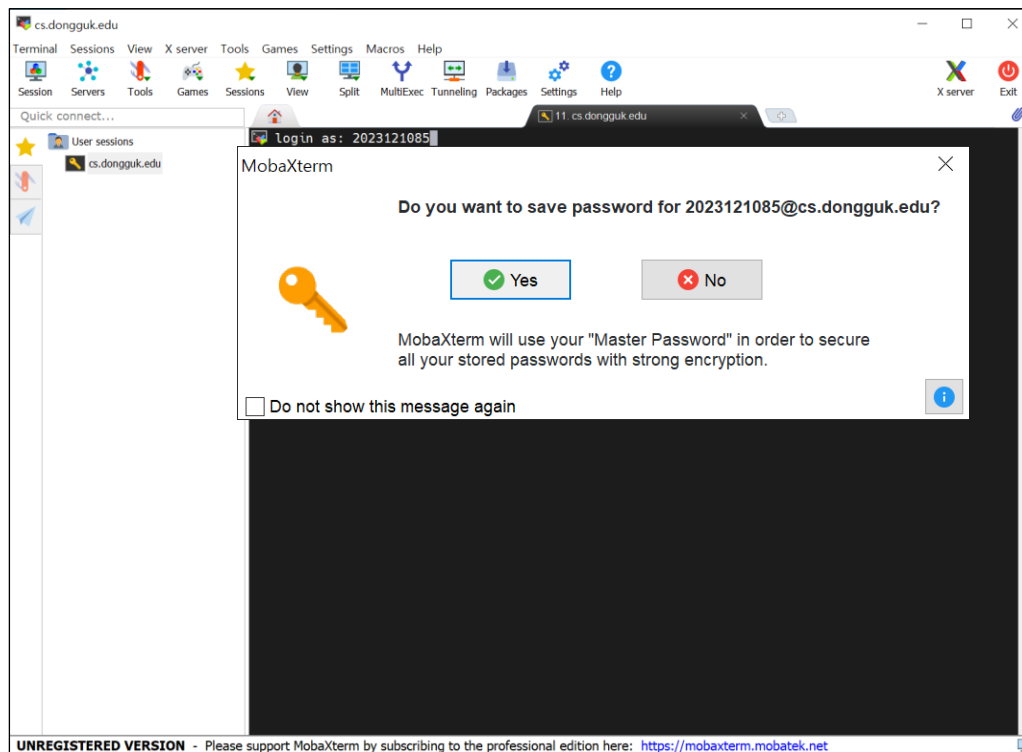 cs.dongguk.edu
Terminal Sessions View X server Tools Games Settings Macros Help
Session Servers Tools Games Sessions View Split MultiExec Tunneling Packages Settings Help X server Exit
Quick connect...
11. cs.dongguk.edu
User sessions
cs.dongguk.edu
login as: 2023121085
MobaXterm
Do you want to save password for 2023121085@cs.dongguk.edu?
Yes No
MobaXterm will use your "Master Password" in order to secure
all your stored passwords with strong encryption.
Do not show this message again
UNREGISTERED VERSION - Please support MobaXterm by subscribing to the professional edition here: https://mobaxterm.mobatek.net